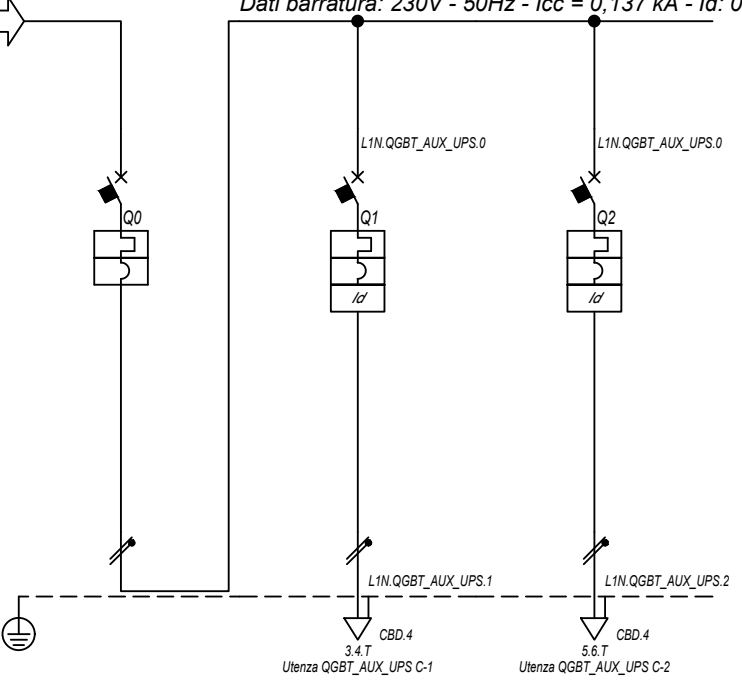 Dati barratura: 230V - 50Hz - Icc = 0,137 kA - Id: 0
L1N.QGBT_AUX_UPS.0
L1N.QGBT_AUX_UPS.0
Q0
Q1
Q2
Id
Id
L1N.QGBT_AUX_UPS.1
L1N.QGBT_AUX_UPS.2
CBD.4
CBD.4
3.4.T
5.6.T
Utenza QGBT_AUX_UPS C-1
Utenza QGBT_AUX_UPS C-2